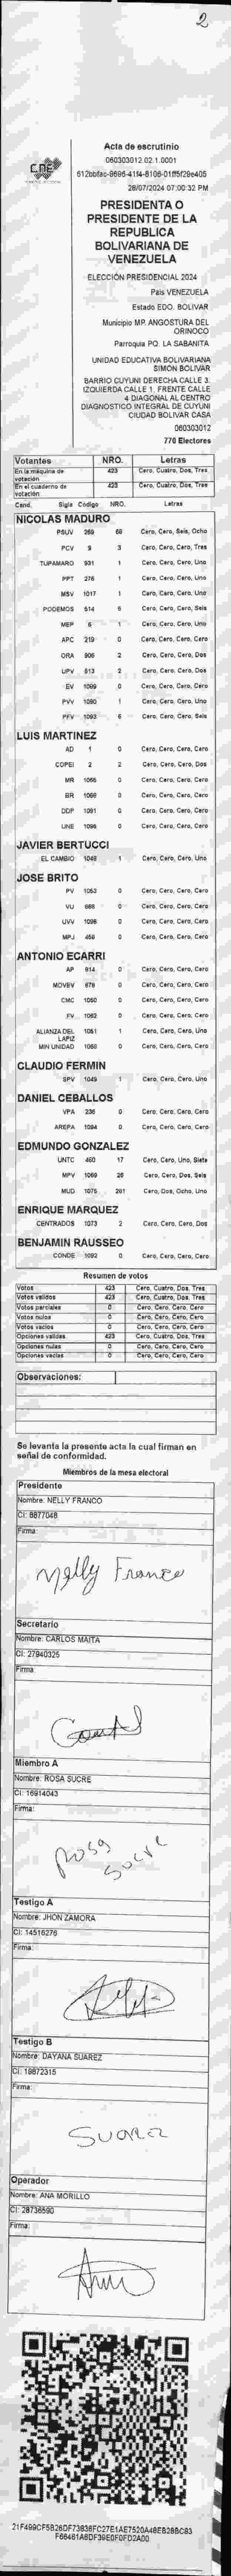 2
CNE
Acta de escrutinio
060303012.02.1.0001
28/07/2024 07:00:32 PM
PRESIDENTA O
PRESIDENTE DE LA
REPUBLICA
BOLIVARIANA DE
VENEZUELA
ELECCIÓN PRESIDENCIAL 2024
País VENEZUELA
Estado EDO. BOLIVAR
Municipio MP. ANGOSTURA DEL
ORINOCO
Parroquia PQ. LA SABANITA
UNIDAD EDUCATIVA BOLIVARIANA
SIMÓN BOLIVAR
BARRIO CUYUNI DERECHA CALLE 3.
IZQUIERDA CALLE 1. FRENTE CALLE
4 DIAGONAL AL CENTRO
DIAGNOSTICO INTEGRAL DE CUYUNI
CIUDAD BOLIVAR CASA
060303012
770 Electores
Votantes NRO. Letras
En la máquina de votación 423 Cero, Cuatro, Dos, Tres
En el cuaderno de votación 423 Cero, Cuatro, Dos, Tres
Cand. Sigla Código NRO. Letras
NICOLAS MADURO
PSUV 269 68 Cero, Cero, Seis, Ocho
PCV 9 3 Cero, Cero, Cero, Tres
TUPAMARO 931 1 Cero, Cero, Cero, Uno
PPT 276 1 Cero, Cero, Cero, Uno
MSV 1017 1 Cero, Cero, Cero, Uno
PODEMOS 514 6 Cero, Cero, Cero, Seis
MEP 6 1 Cero, Cero, Cero, Uno
APC 219 0 Cero, Cero, Cero, Cero
ORA 906 2 Cero, Cero, Cero, Dos
UPV 513 2 Cero, Cero, Cero, Dos
EV 1089 0 Cero, Cero, Cero, Cero
PVV 1090 1 Cero, Cero, Cero, Uno
PFV 1093 6 Cero, Cero, Cero, Seis
LUIS MARTINEZ
AD 1 0 Cero, Cero, Cero, Cero
COPEI 2 2 Cero, Cero, Cero, Dos
MR 1055 0 Cero, Cero, Cero, Cero
BR 1066 0 Cero, Cero, Cero, Cero
DDP 1091 0 Cero, Cero, Cero, Cero
UNE 1096 0 Cero, Cero, Cero, Cero
JAVIER BERTUCCI
EL CAMBIO 1048 1 Cero, Cero, Cero, Uno
JOSE BRITO
PV 1053 0 Cero, Cero, Cero, Cero
VU 668 0 Cero, Cero, Cero, Cero
UVV 1098 0 Cero, Cero, Cero, Cero
MPJ 458 0 Cero, Cero, Cero, Cero
ANTONIO ECARRI
AP 914 0 Cero, Cero, Cero, Cero
MOVEV 878 0 Cero, Cero, Cero, Cero
CMC 1050 0 Cero, Cero, Cero, Cero
FV 1062 0 Cero, Cero, Cero, Cero
ALIANZA DEL LAPIZ 1051 1 Cero, Cero, Cero, Uno
MIN UNIDAD 1058 0 Cero, Cero, Cero, Cero
CLAUDIO FERMIN
SPV 1049 1 Cero, Cero, Cero, Uno
DANIEL CEBALLOS
VPA 236 0 Cero, Cero, Cero, Cero
AREPA 1094 0 Cero, Cero, Cero, Cero
EDMUNDO GONZALEZ
UNTC 460 17 Cero, Cero, Uno, Siete
MPV 1069 26 Cero, Cero, Dos, Seis
MUD 1075 281 Cero, Dos, Ocho, Uno
ENRIQUE MARQUEZ
CENTRADOS 1073 2 Cero, Cero, Cero, Dos
BENJAMIN RAUSSEO
CONDE 1092 0 Cero, Cero, Cero, Cero
Resumen de votos
Votos 423 Cero, Cuatro, Dos, Tres
Votos validos 423 Cero, Cuatro, Dos, Tres
Votos parciales 0 Cero, Cero, Cero, Cero
Votos nulos 0 Cero, Cero, Cero, Cero
Votos vacios 0 Cero, Cero, Cero, Cero
Opciones validas 423 Cero, Cuatro, Dos, Tres
Opciones nulas 0 Cero, Cero, Cero, Cero
Opciones vacias 0 Cero, Cero, Cero, Cero
Observaciones:
Se levanta la presente acta la cual firman en
señal de conformidad.
Miembros de la mesa electoral
Presidente
Nombre: NELLY FRANCO
CI: 8877048
Firma:
Nelly Franco
Secretario
Nombre: CARLOS MAITA
CI: 27940325
Firma:
Miembro A
Nombre: ROSA SUCRE
CI: 16914043
Firma:
Rosa Sucre
Testigo A
Nombre: JHON ZAMORA
CI: 14516276
Firma:
Testigo B
Nombre: DAYANA SUAREZ
CI: 19872315
Firma:
Suarez
Operador
Nombre: ANA MORILLO
CI: 28736590
Firma: